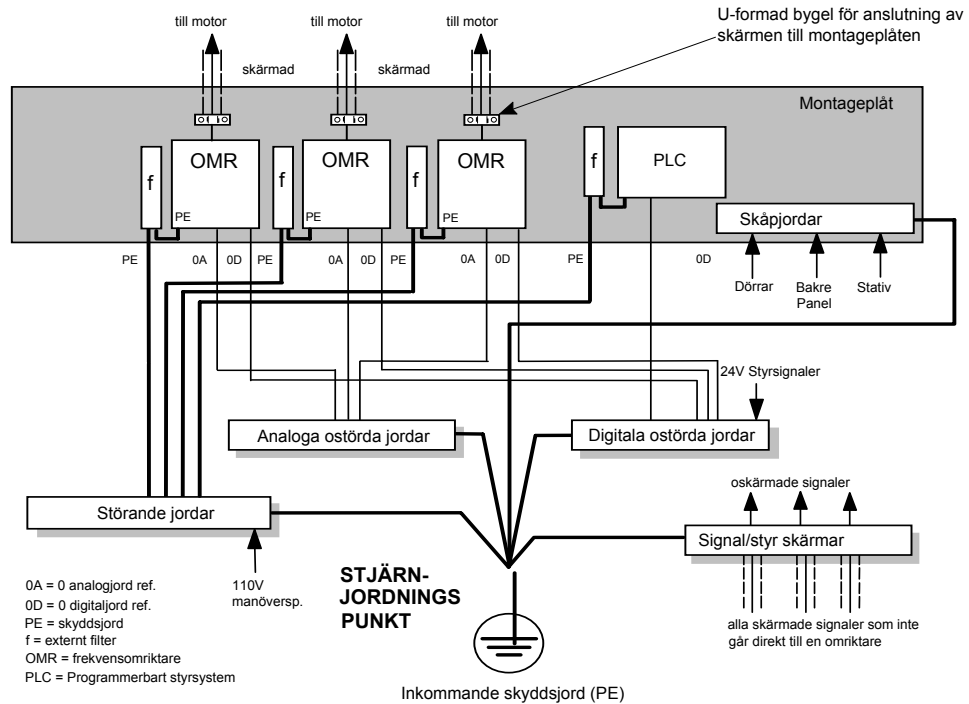 till motor
till motor
till motor
U-formad bygel för anslutning av
skärmen till montageplåten
skärmad
skärmad
Montageplåt
f
OMR
PE
f
OMR
PE
f
OMR
PE
f
PLC
Skåpjordar
PE
0A
0D
PE
0A
0D
PE
0A
0D
PE
0D
Dörrar
Bakre
Panel
Stativ
24V Styrsignaler
Analoga ostörda jordar
Digitala ostörda jordar
oskärmade signaler
Störande jordar
Signal/styr skärmar
110V
manöversp.
STJÄRN-
JORDNINGS
PUNKT
0A = 0 analogjord ref.
0D = 0 digitaljord ref.
PE = skyddsjord
f = externt filter
OMR = frekvensomriktare
PLC = Programmerbart styrsystem
alla skärmade signaler som inte
går direkt till en omriktare
Inkommande skyddsjord (PE)